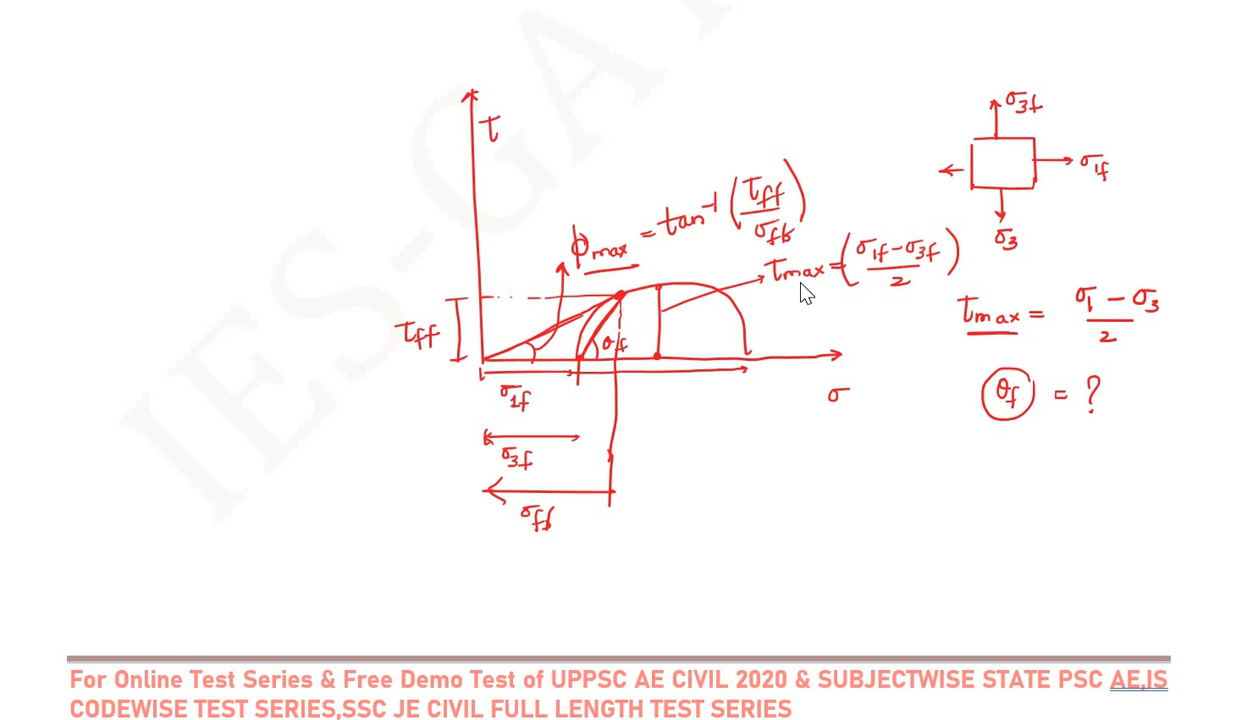 IES-GA
τ
σ3f
σ1f
σ3
ϕmax = tan⁻¹ (τff / σff)
τmax = (σ1f - σ3f / 2)
τmax = σ1 - σ3 / 2
τff
θf
θf = ?
σ1f
σ
σ3f
σff
For Online Test Series & Free Demo Test of UPPSC AE CIVIL 2020 & SUBJECTWISE STATE PSC AE,IS
CODEWISE TEST SERIES,SSC JE CIVIL FULL LENGTH TEST SERIES